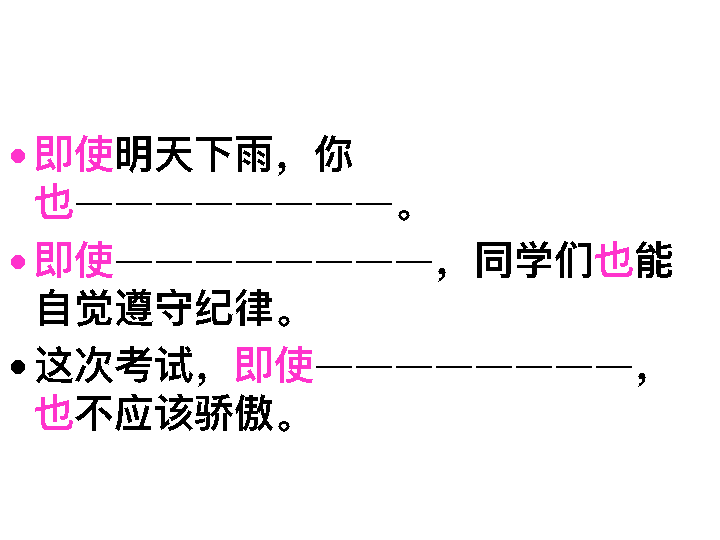 •即使明天下雨，你
也————————。
•即使————————，同学们也能
自觉遵守纪律。
•这次考试，即使————————，
也不应该骄傲。